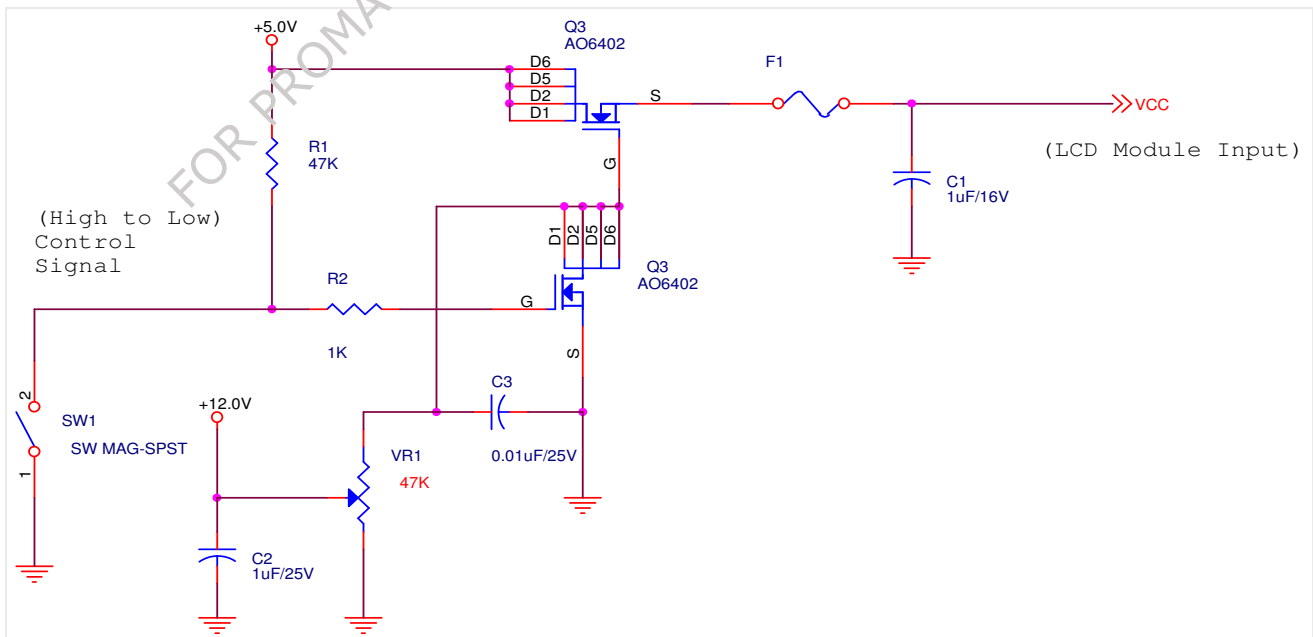 FOR PROMA
+5.0V
Q3
AO6402
D6
D5
D2
D1
S
G
F1
VCC
(LCD Module Input)
R1
47K
C1
1uF/16V
(High to Low)
Control
Signal
D1
D2
D5
D6
Q3
AO6402
R2
G
1K
S
2
SW1
SW MAG-SPST
1
+12.0V
C3
0.01uF/25V
VR1
47K
C2
1uF/25V